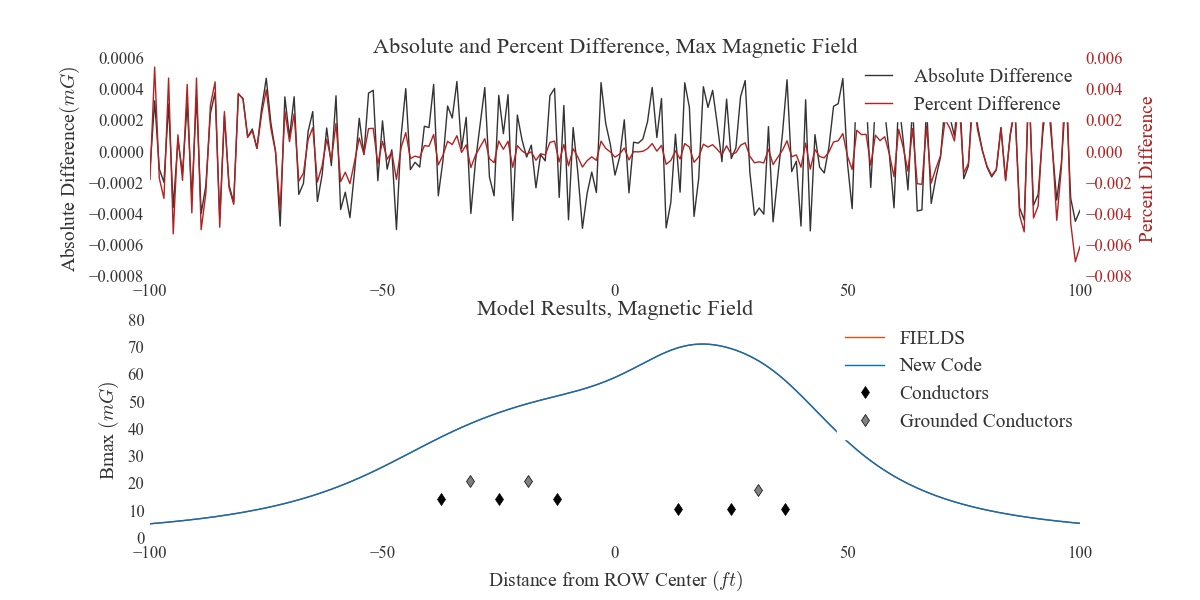 Absolute and Percent Difference, Max Magnetic Field
Absolute Difference(mG)
0.0006
0.0004
0.0002
0.0000
−0.0002
−0.0004
−0.0006
−0.0008
−100
−50
0
50
100
0.006
0.004
0.002
0.000
−0.002
−0.004
−0.006
−0.008
Percent Difference
Absolute Difference
Percent Difference
Model Results, Magnetic Field
Bmax (mG)
80
70
60
50
40
30
20
10
0
−100
−50
0
50
100
Distance from ROW Center (ft)
FIELDS
New Code
Conductors
Grounded Conductors